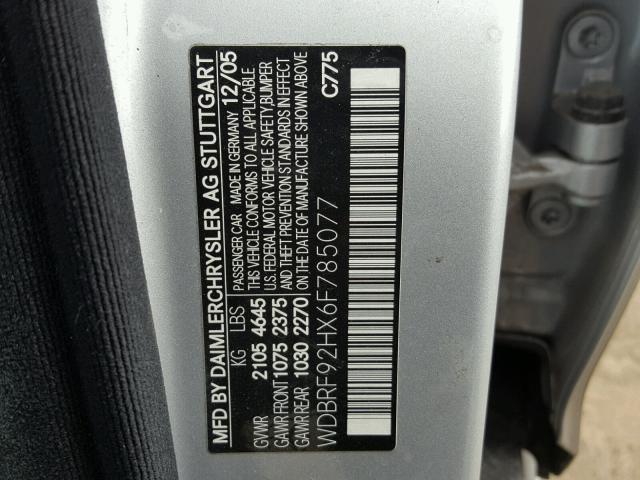 MFD BY DAIMLERCHRYSLER AG STUTTGART
KG LBS PASSENGER CAR MADE IN GERMANY 12/05
GVWR 2105 4645 THIS VEHICLE CONFORMS TO ALL APPLICABLE
GAWR FRONT 1075 2375 U.S. FEDERAL MOTOR VEHICLE SAFETY, BUMPER
GAWR REAR 1030 2270 AND THEFT PREVENTION STANDARDS IN EFFECT
ON THE DATE OF MANUFACTURE SHOWN ABOVE
WDBRF92HX6F785077 C775